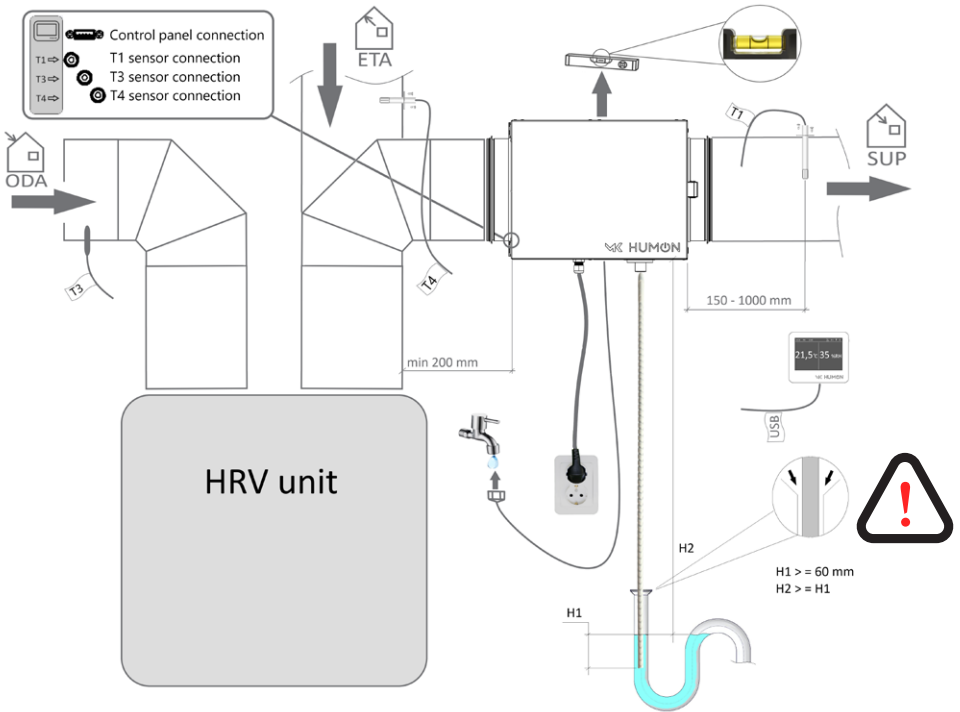 Control panel connection
T1 T1 sensor connection
T3 T3 sensor connection
T4 T4 sensor connection
ETA
T1
SUP
ODA
HUMON
T3
T4
150 - 1000 mm
min 200 mm
21,5°C 35 %RH
HUMON
USB
HRV unit
!
H2
H1 > = 60 mm
H2 > = H1
H1